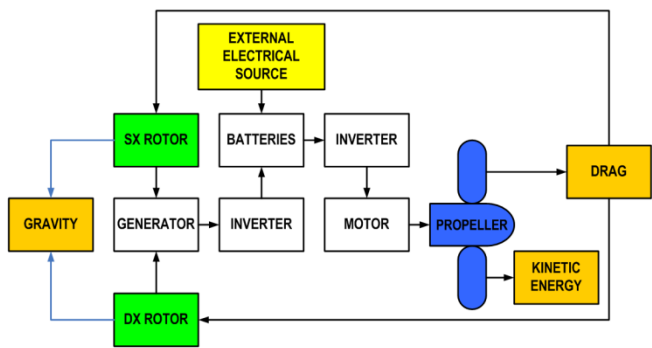 EXTERNAL
ELECTRICAL
SOURCE
SX ROTOR
BATTERIES
INVERTER
DRAG
GRAVITY
GENERATOR
INVERTER
MOTOR
PROPELLER
KINETIC
ENERGY
DX ROTOR